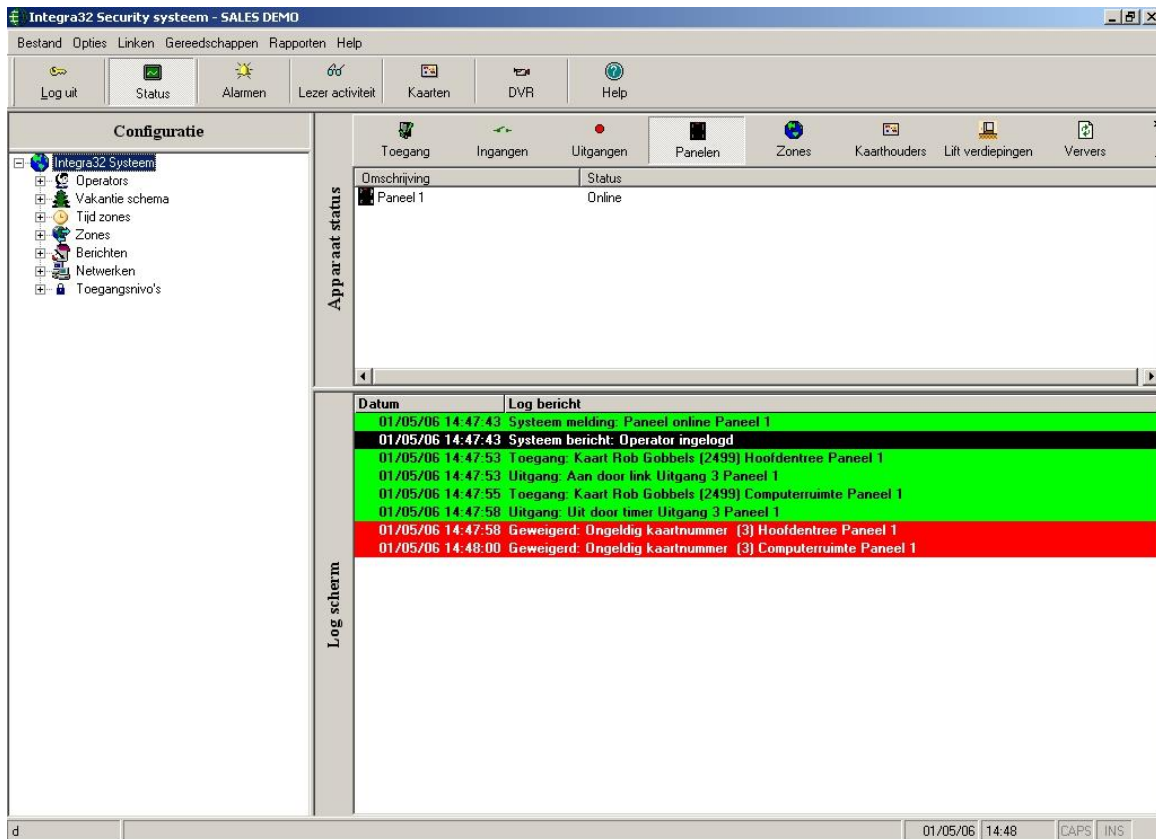 Integra32 Security systeem - SALES DEMO
Bestand Opties Linken Gereedschappen Rapporten Help
Log uit Status Alarmen Lezer activiteit Kaarten DVR Help
Configuratie
Integra32 Systeem
Operators
Vakantie schema
Tijd zones
Zones
Berichten
Netwerken
Toegangsnivo's
Apparaat status
Toegang Ingangen Uitgangen Panelen Zones Kaarthouders Lift verdiepingen Ververs
Omschrijving Status
Paneel 1 Online
Log scherm
Datum Log bericht
01/05/06 14:47:43 Systeem melding: Paneel online Paneel 1
01/05/06 14:47:43 Systeem bericht: Operator ingelogd
01/05/06 14:47:53 Toegang: Kaart Rob Gobbels (2499) Hoofdentree Paneel 1
01/05/06 14:47:53 Uitgang: Aan door link Uitgang 3 Paneel 1
01/05/06 14:47:55 Toegang: Kaart Rob Gobbels (2499) Computerruimte Paneel 1
01/05/06 14:47:58 Uitgang: Uit door timer Uitgang 3 Paneel 1
01/05/06 14:47:58 Geweigerd: Ongeldig kaartnummer (3) Hoofdentree Paneel 1
01/05/06 14:48:00 Geweigerd: Ongeldig kaartnummer (3) Computerruimte Paneel 1
d 01/05/06 14:48 CAPS INS